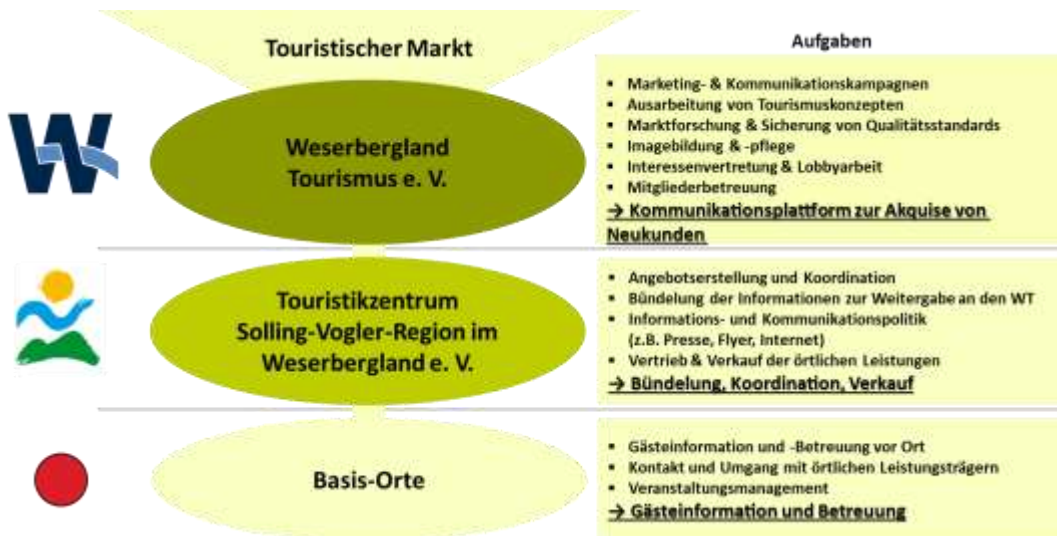 Touristischer Markt
Aufgaben
Weserbergland
Tourismus e. V.
▪ Marketing- & Kommunikationskampagnen
▪ Ausarbeitung von Tourismuskonzepten
▪ Marktforschung & Sicherung von Qualitätsstandards
▪ Imagebildung & -pflege
▪ Interessenvertretung & Lobbyarbeit
▪ Mitgliederbetreuung
→ Kommunikationsplattform zur Akquise von
Neukunden
Touristikzentrum
Solling-Vogler-Region im
Weserbergland e. V.
▪ Angebotserstellung und Koordination
▪ Bündelung der Informationen zur Weitergabe an den WT
▪ Informations- und Kommunikationspolitik
(z.B. Presse, Flyer, Internet)
▪ Vertrieb & Verkauf der örtlichen Leistungen
→ Bündelung, Koordination, Verkauf
Basis-Orte
▪ Gästeinformation und -Betreuung vor Ort
▪ Kontakt und Umgang mit örtlichen Leistungsträgern
▪ Veranstaltungsmanagement
→ Gästeinformation und Betreuung